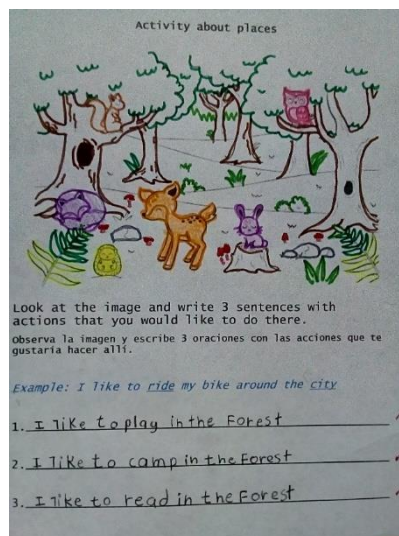 Activity about places
Look at the image and write 3 sentences with
actions that you would like to do there.
Observa la imagen y escribe 3 oraciones con las acciones que te
gustaría hacer allí.
Example: I like to ride my bike around the city
1. I like to play in the Forest
2. I like to camp in the Forest
3. I like to read in the Forest